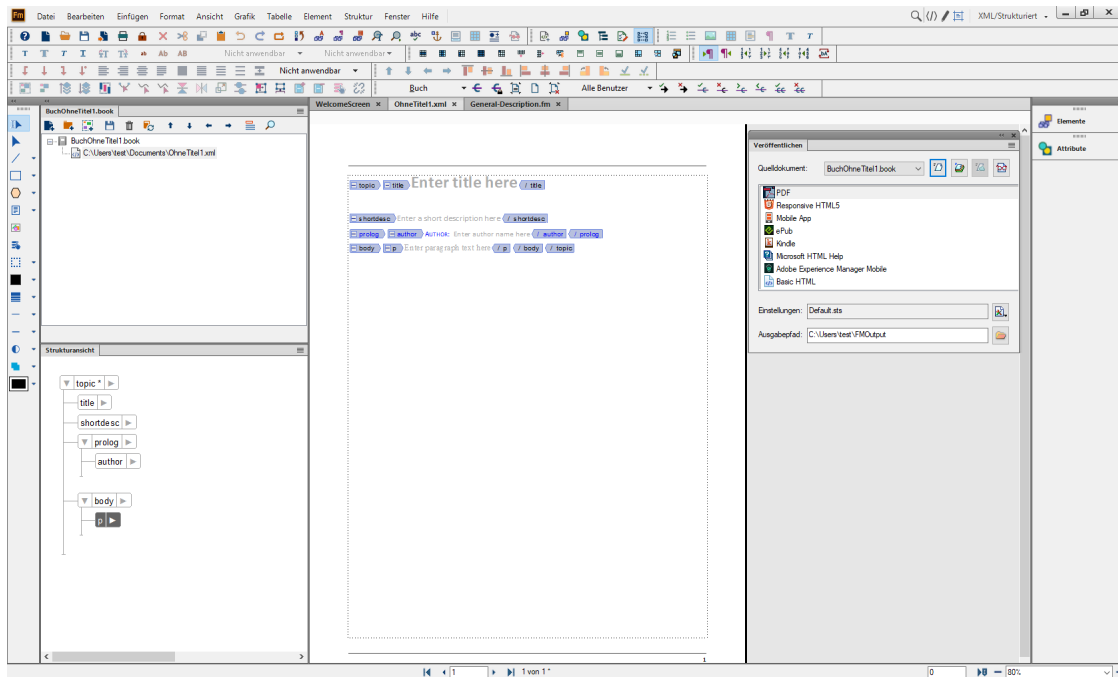 Fm Datei Bearbeiten Einfügen Format Ansicht Grafik Tabelle Element Struktur Fenster Hilfe XML/Strukturiert
Nicht anwendbar Nicht anwendbar
Nicht anwendbar
Buch Alle Benutzer
BuchOhneTitel1.book
BuchOhneTitel1.book
C:\Users\test\Documents\OhneTitel1.xml
Strukturansicht
topic *
title
shortdesc
prolog
author
body
p
WelcomeScreen × OhneTitel1.xml × General-Description.fm ×
topic title Enter title here / title
shortdesc Enter a short description here / shortdesc
prolog author AUTHOR: Enter author name here / author / prolog
body p Enter paragraph text here / p / body / topic
1
Veröffentlichen
Quelldokument: BuchOhneTitel1.book
PDF
Responsive HTML5
Mobile App
ePub
Kindle
Microsoft HTML Help
Adobe Experience Manager Mobile
Basic HTML
Einstellungen: Default.sts
Ausgabepfad: C:\Users\test\FMOutput
Elemente
Attribute
1 1 von 1 * 0 80%